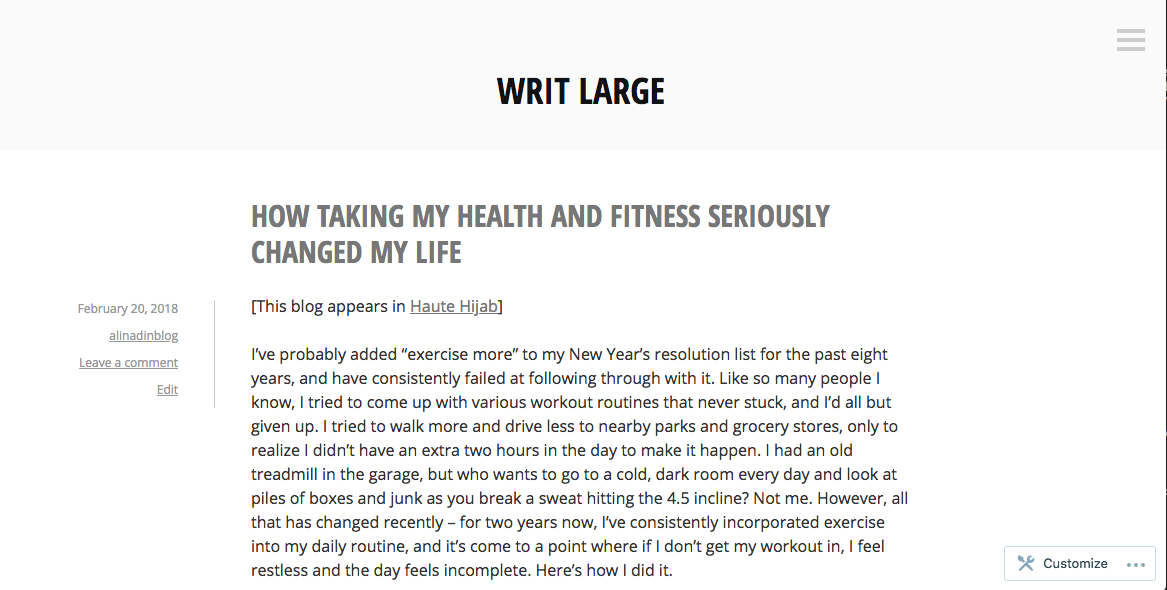 WRIT LARGE
HOW TAKING MY HEALTH AND FITNESS SERIOUSLY
CHANGED MY LIFE
February 20, 2018
alinadinblog
Leave a comment
Edit
[This blog appears in Haute Hijab]
I’ve probably added “exercise more” to my New Year’s resolution list for the past eight
years, and have consistently failed at following through with it. Like so many people I
know, I tried to come up with various workout routines that never stuck, and I’d all but
given up. I tried to walk more and drive less to nearby parks and grocery stores, only to
realize I didn’t have an extra two hours in the day to make it happen. I had an old
treadmill in the garage, but who wants to go to a cold, dark room every day and look at
piles of boxes and junk as you break a sweat hitting the 4.5 incline? Not me. However, all
that has changed recently – for two years now, I’ve consistently incorporated exercise
into my daily routine, and it’s come to a point where if I don’t get my workout in, I feel
restless and the day feels incomplete. Here’s how I did it.
Customize